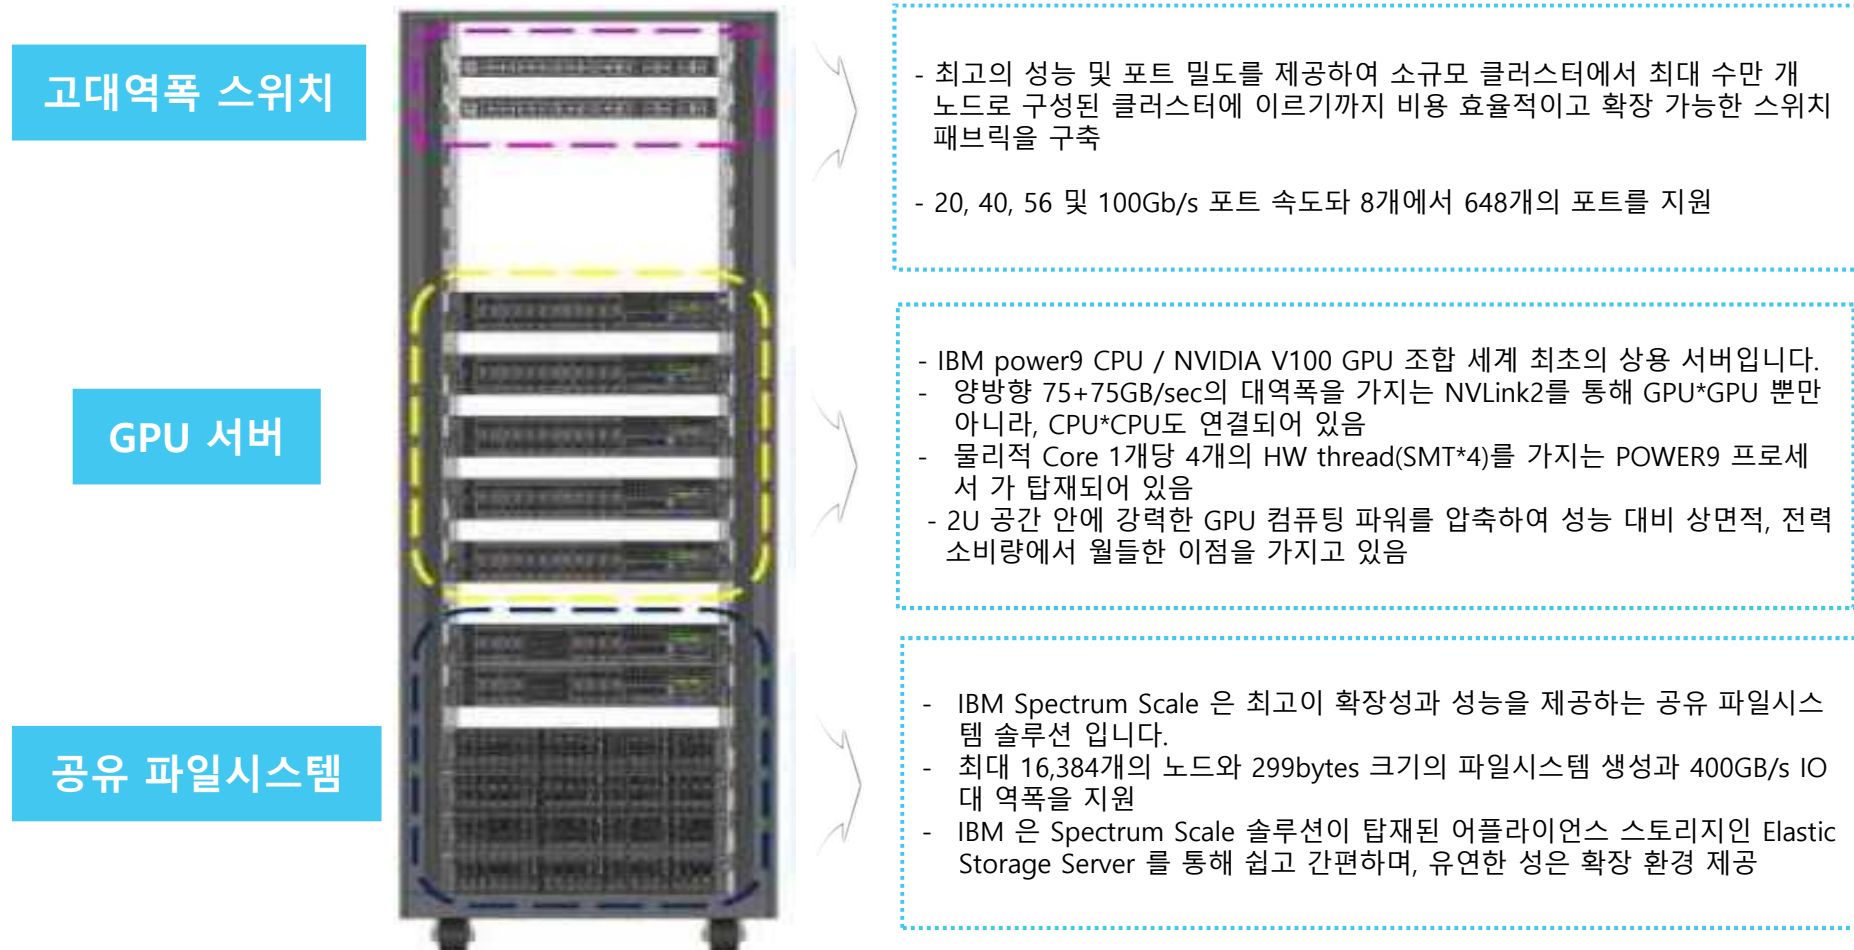 고대역폭 스위치
- 최고의 성능 및 포트 밀도를 제공하여 소규모 클러스터에서 최대 수만 개
노드로 구성된 클러스터에 이르기까지 비용 효율적이고 확장 가능한 스위치
패브릭을 구축
- 20, 40, 56 및 100Gb/s 포트 속도와 8개에서 648개의 포트를 지원
GPU 서버
- IBM power9 CPU / NVIDIA V100 GPU 조합 세계 최초의 상용 서버입니다.
- 양방향 75+75GB/sec의 대역폭을 가지는 NVLink2를 통해 GPU*GPU 뿐만
아니라, CPU*CPU도 연결되어 있음
- 물리적 Core 1개당 4개의 HW thread(SMT*4)를 가지는 POWER9 프로세
서 가 탑재되어 있음
- 2U 공간 안에 강력한 GPU 컴퓨팅 파워를 압축하여 성능 대비 상면적, 전력
소비량에서 월들한 이점을 가지고 있음
공유 파일시스템
- IBM Spectrum Scale 은 최고이 확장성과 성능을 제공하는 공유 파일시스
템 솔루션 입니다.
- 최대 16,384개의 노드와 299bytes 크기의 파일시스템 생성과 400GB/s IO
대 역폭을 지원
- IBM 은 Spectrum Scale 솔루션이 탑재된 어플라이언스 스토리지인 Elastic
Storage Server 를 통해 쉽고 간편하며, 유연한 성은 확장 환경 제공